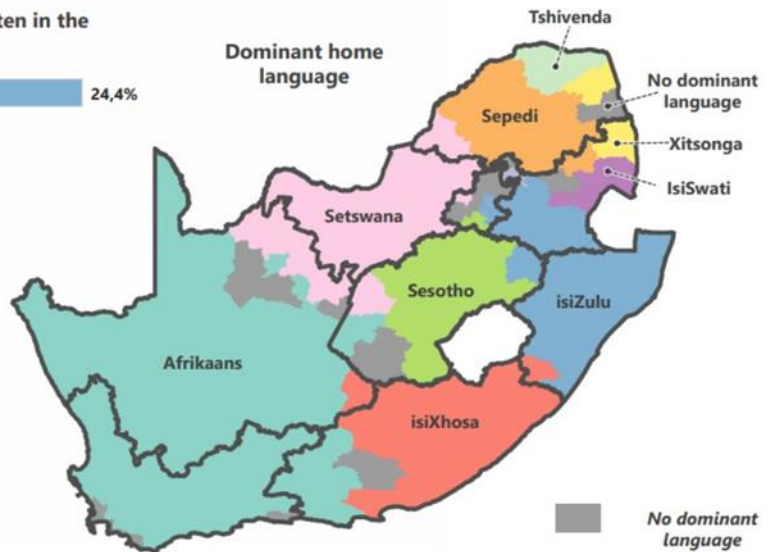 ten in the
24,4%
Dominant home
language
Tshivenda
No dominant
language
Sepedi
Xitsonga
IsiSwati
Setswana
Sesotho
isiZulu
Afrikaans
isiXhosa
No dominant
language